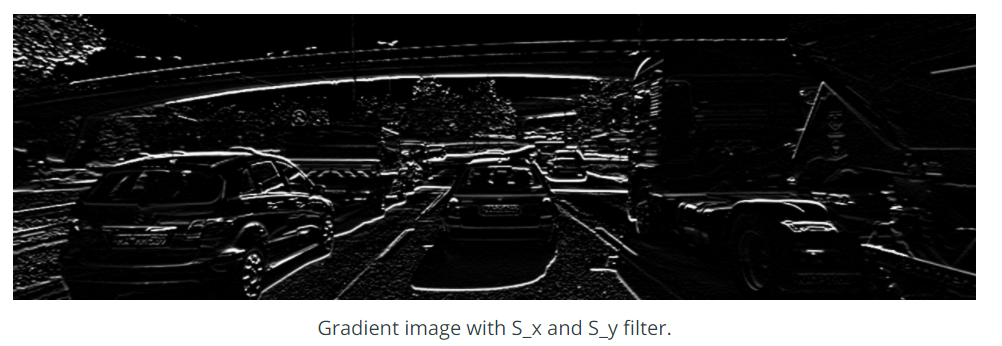 Gradient image with S_x and S_y filter.